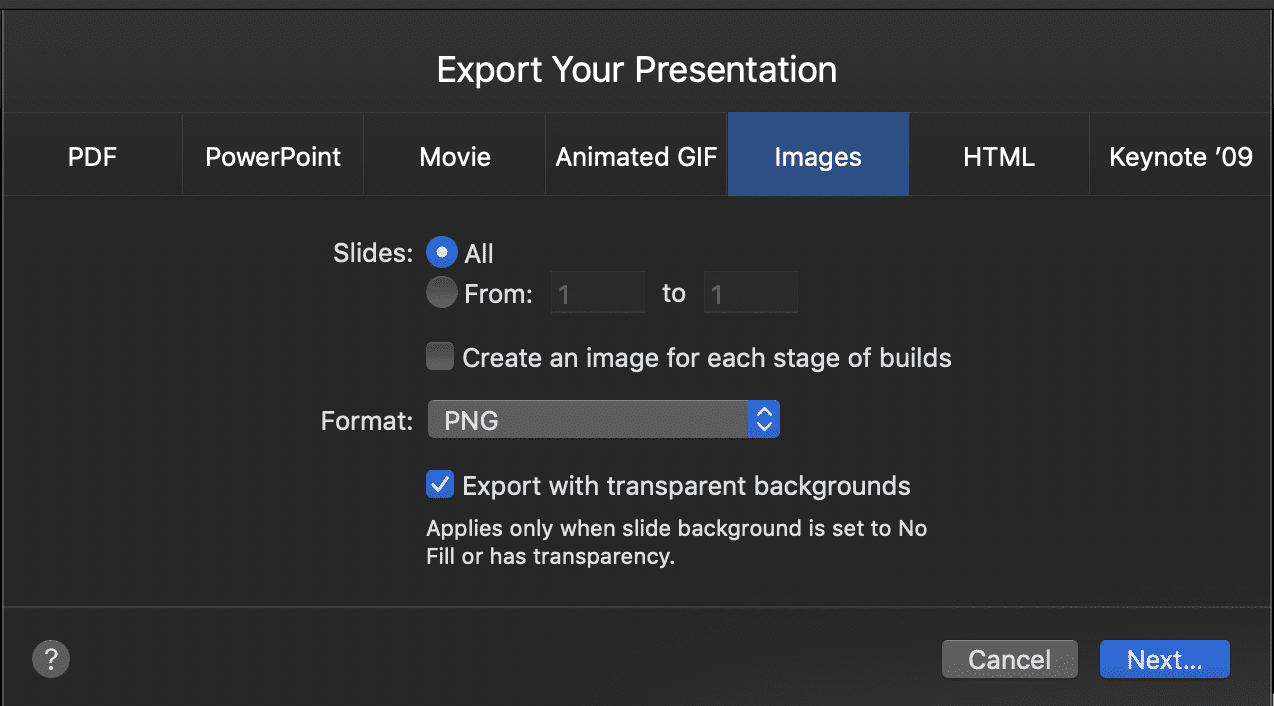 Export Your Presentation
PDF PowerPoint Movie Animated GIF Images HTML Keynote ’09
Slides: All
From: 1 to 1
Create an image for each stage of builds
Format: PNG
Export with transparent backgrounds
Applies only when slide background is set to No
Fill or has transparency.
? Cancel Next...